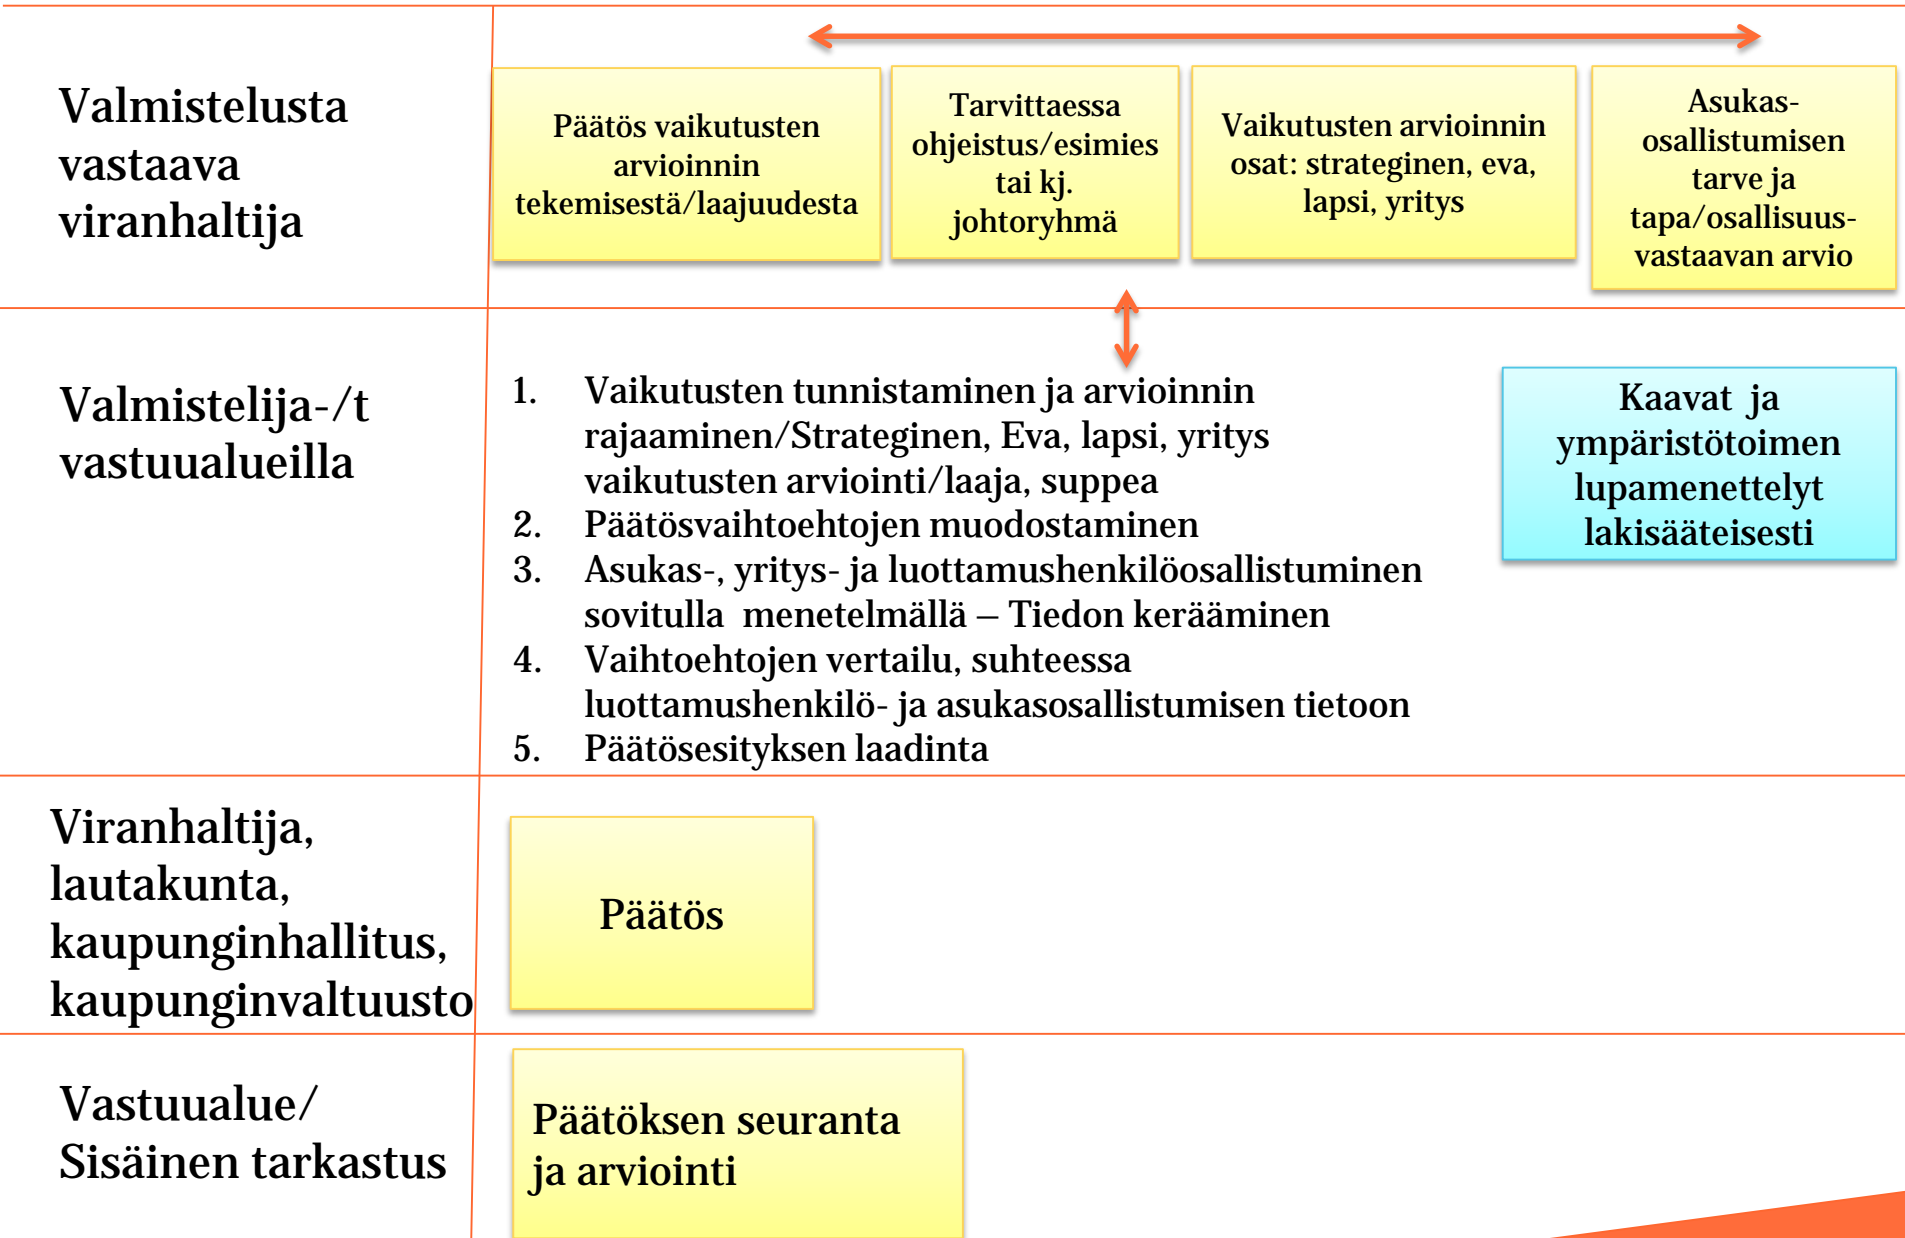 Valmistelusta
vastaava
viranhaltija
Päätös vaikutusten
arvioinnin
tekemisestä/laajuudesta
Tarvittaessa
ohjeistus/esimies
tai kj.
johtoryhmä
Vaikutusten arvioinnin
osat: strateginen, eva,
lapsi, yritys
Asukas-
osallistumisen
tarve ja
tapa/osallisuus-
vastaavan arvio
Valmistelija-/t
vastuualueilla
1. Vaikutusten tunnistaminen ja arvioinnin
rajaaminen/Strateginen, Eva, lapsi, yritys
vaikutusten arviointi/laaja, suppea
2. Päätösvaihtoehtojen muodostaminen
3. Asukas-, yritys- ja luottamushenkilöosallistuminen
sovitulla menetelmällä – Tiedon kerääminen
4. Vaihtoehtojen vertailu, suhteessa
luottamushenkilö- ja asukasosallistumisen tietoon
5. Päätösesityksen laadinta
Kaavat ja
ympäristötoimen
lupamenettelyt
lakisääteisesti
Viranhaltija,
lautakunta,
kaupunginhallitus,
kaupunginvaltuusto
Päätös
Vastuualue/
Sisäinen tarkastus
Päätöksen seuranta
ja arviointi